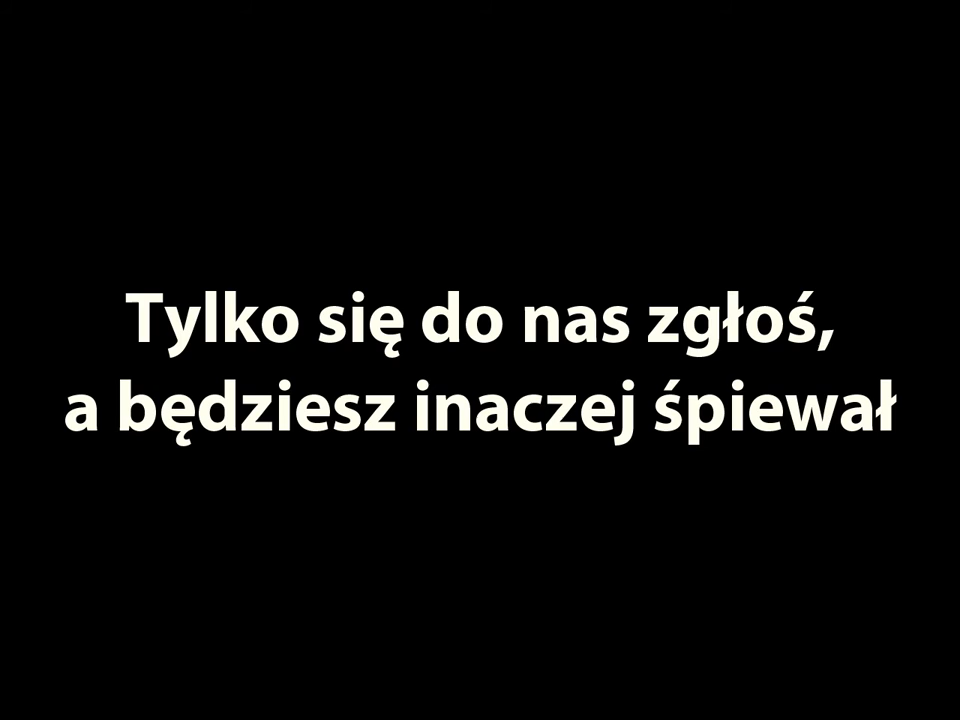 Tylko się do nas zgłoś,
a będziesz inaczej śpiewał